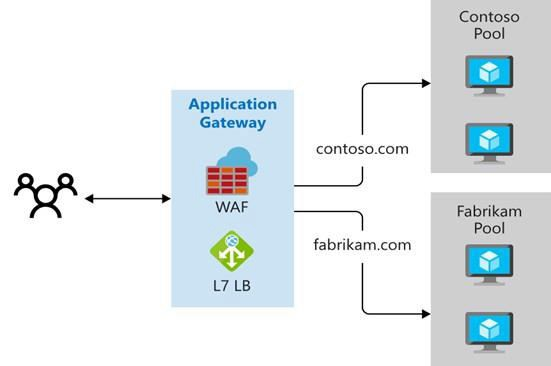 Application
Gateway
WAF
L7 LB
contoso.com
fabrikam.com
Contoso
Pool
Fabrikam
Pool